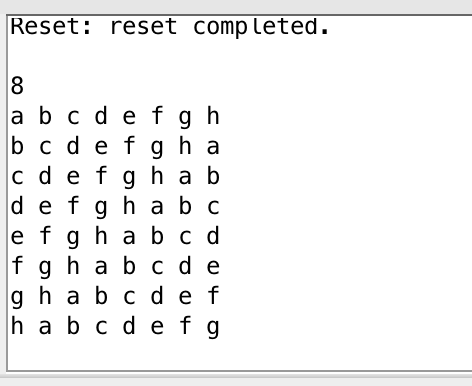 Reset: reset completed.
8
a b c d e f g h
b c d e f g h a
c d e f g h a b
d e f g h a b c
e f g h a b c d
f g h a b c d e
g h a b c d e f
h a b c d e f g